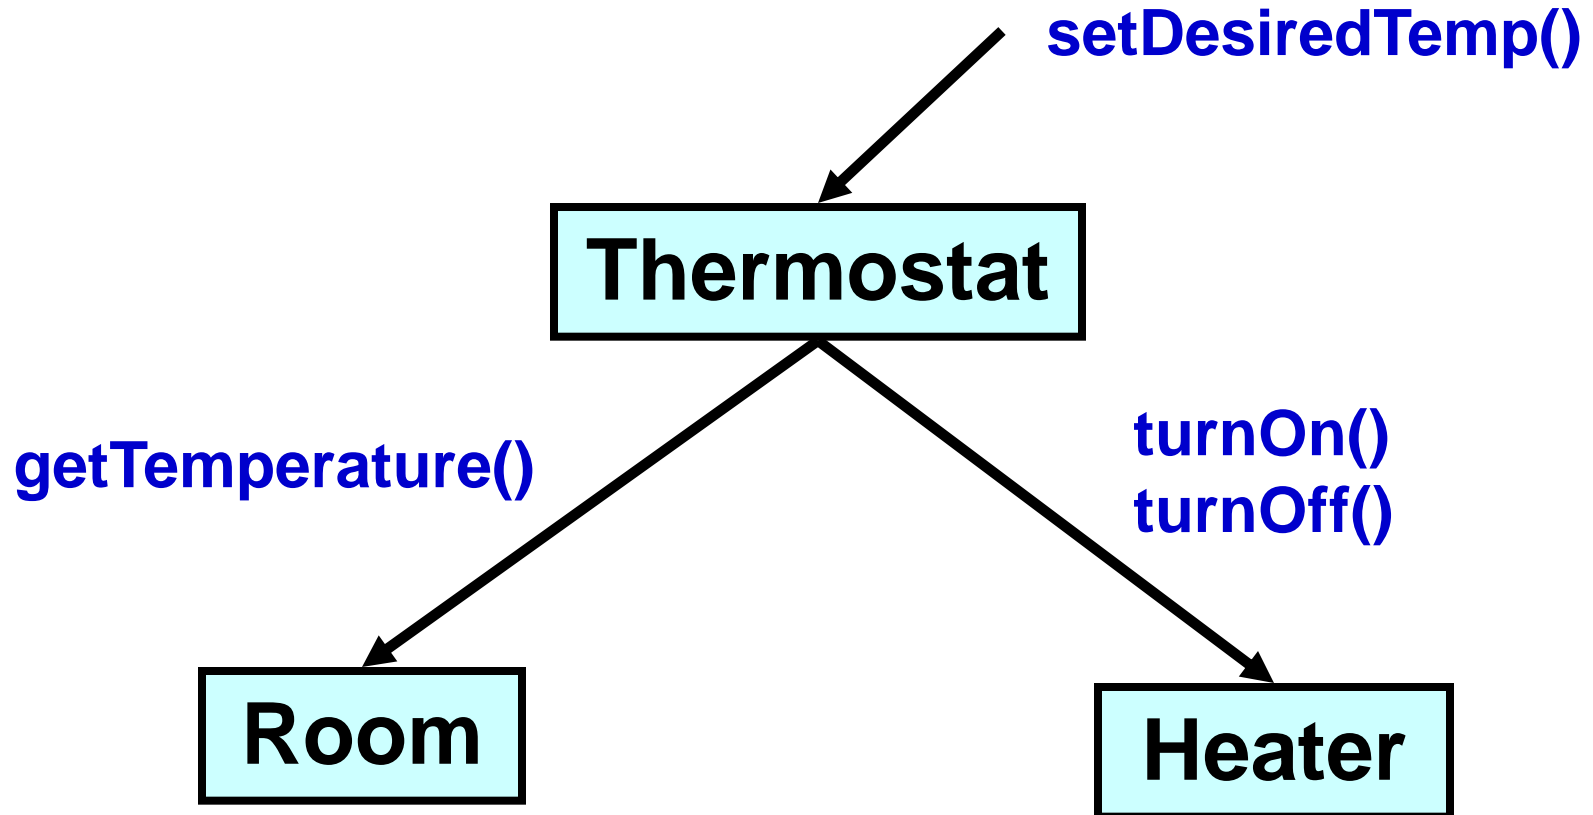 setDesiredTemp()
Thermostat
getTemperature()
turnOn()
turnOff()
Room
Heater